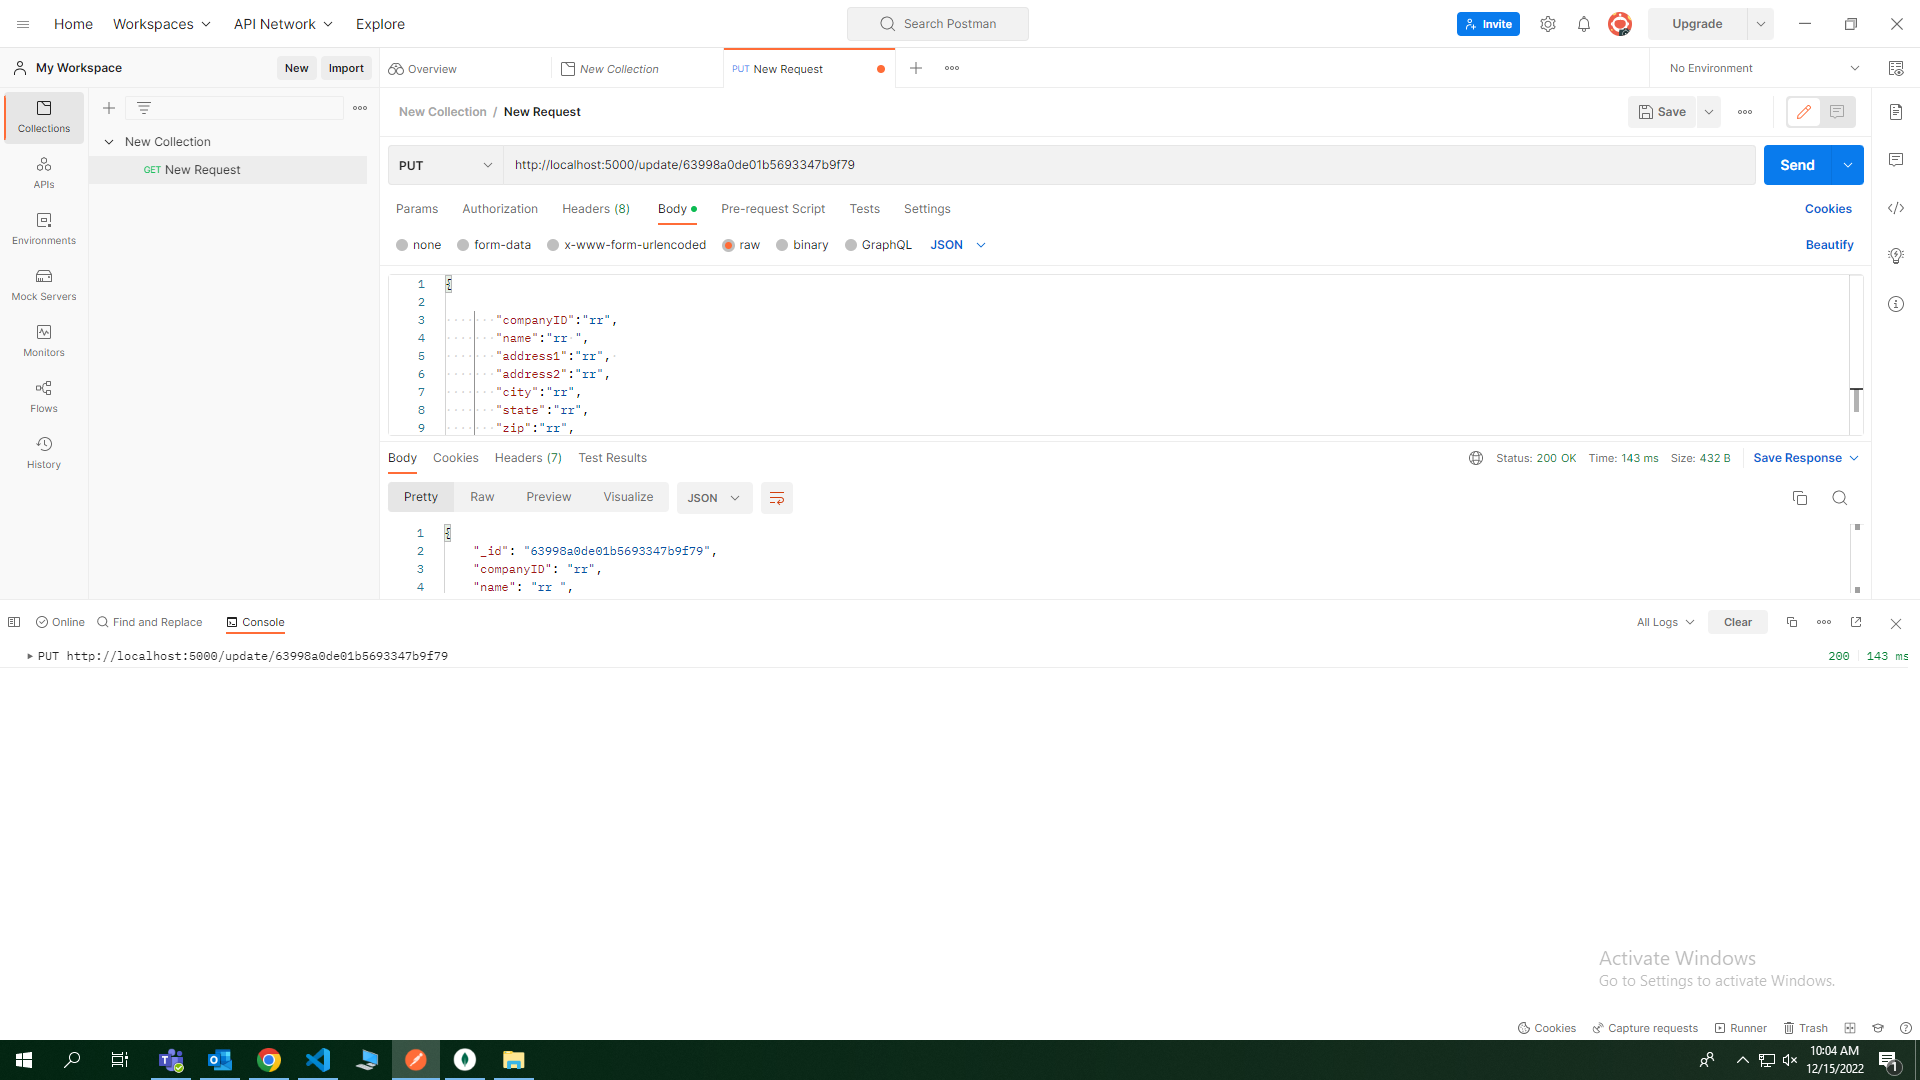 Home
Workspaces
API Network
Explore
Search Postman
Invite
Upgrade
My Workspace
New
Import
Overview
New Collection
PUT New Request
No Environment
Collections
New Collection
GET New Request
APIs
Environments
Mock Servers
Monitors
Flows
History
New Collection / New Request
Save
PUT
http://localhost:5000/update/63998a0de01b5693347b9f79
Send
Params
Authorization
Headers (8)
Body
Pre-request Script
Tests
Settings
Cookies
none
form-data
x-www-form-urlencoded
raw
binary
GraphQL
JSON
Beautify
1 {
2
3 "companyID":"rr",
4 "name":"rr ",
5 "address1":"rr",
6 "address2":"rr",
7 "city":"rr",
8 "state":"rr",
9 "zip":"rr",
Body
Cookies
Headers (7)
Test Results
Status: 200 OK
Time: 143 ms
Size: 432 B
Save Response
Pretty
Raw
Preview
Visualize
JSON
1 {
2 "_id": "63998a0de01b5693347b9f79",
3 "companyID": "rr",
4 "name": "rr ",
Online
Find and Replace
Console
All Logs
Clear
PUT http://localhost:5000/update/63998a0de01b5693347b9f79
200
143 ms
Activate Windows
Go to Settings to activate Windows.
Cookies
Capture requests
Runner
Trash
10:04 AM
12/15/2022
1